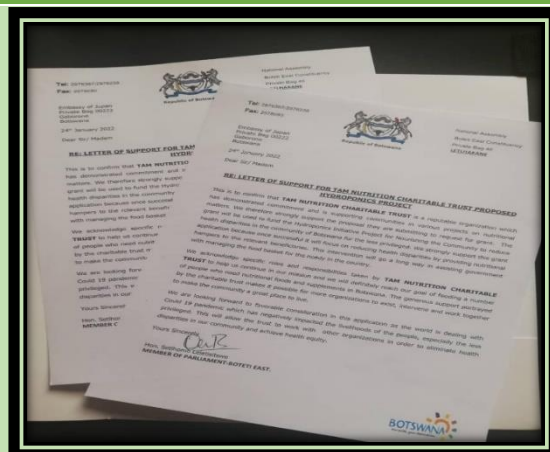 Tel:
Fax:
Republic of Botswana
National Assembly
Boteti East Constituency
Private Bag
LETLHAKANE
Embassy of Japan
Private Bag 00222
Gaborone
Botswana
24th January 2022
Dear Sir/ Madam
RE: LETTER OF SUPPORT FOR TAM NUTRITION CHARITABLE TRUST PROPOSED
HYDROPONICS PROJECT
This is to confirm that TAM NUTRITION CHARITABLE TRUST is a reputable organization which
has demonstrated commitment and is supporting communities in various projects on nutritional
matters. We therefore strongly support the proposal they are submitting to request for grant. The
grant will be used to fund the Hydroponics Initiative Project for Nourishing the Community to reduce
health disparities in the community of Botswana for the less privileged. We strongly support this grant
application because once successful it will focus on reducing health disparities by providing nutritional
hampers to the relevant beneficiaries. This intervention will go a long way in assisting government
with managing the food basket for the needy in the country.
We acknowledge specific roles and responsibilities taken by TAM NUTRITION CHARITABLE
TRUST to help us continue in our mandate and we will definitely reach our goal of feeding a number
of people who need nutritional foods and supplements in Botswana. The generous support portrayed
by the charitable trust makes it possible for more organizations to exist, intervene and work together
to make the community a great place to live.
We are looking forward to favorable consideration in this application as the world is dealing with
Covid 19 pandemic which has negatively impacted the livelihoods of the people, especially the less
privileged. This will allow the trust to work with other organizations in order to eliminate health
disparities in our community and achieve health equity.
Yours Sincerely
Hon. Sethomo Lelatisitswe
MEMBER OF PARLIAMENT-BOTETI EAST.
BOTSWANA